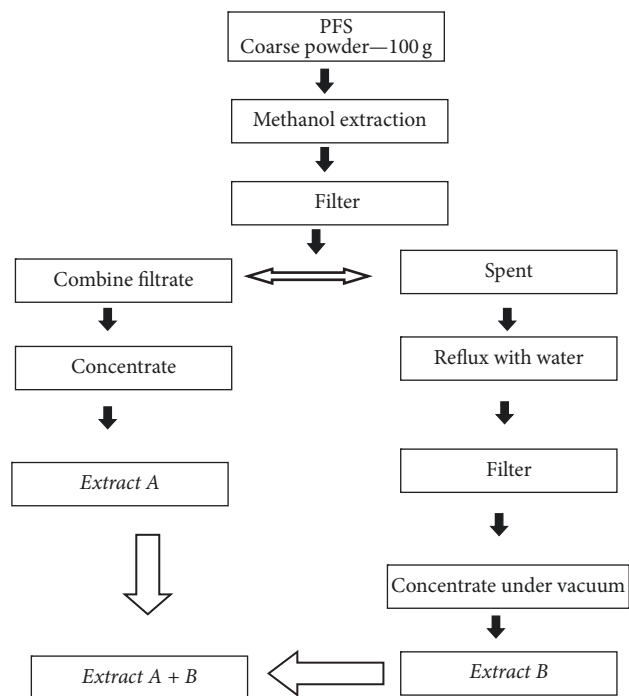 PFS
Coarse powder—100 g
Methanol extraction
Filter
Combine filtrate
Spent
Concentrate
Reflux with water
Extract A
Filter
Concentrate under vacuum
Extract A + B
Extract B